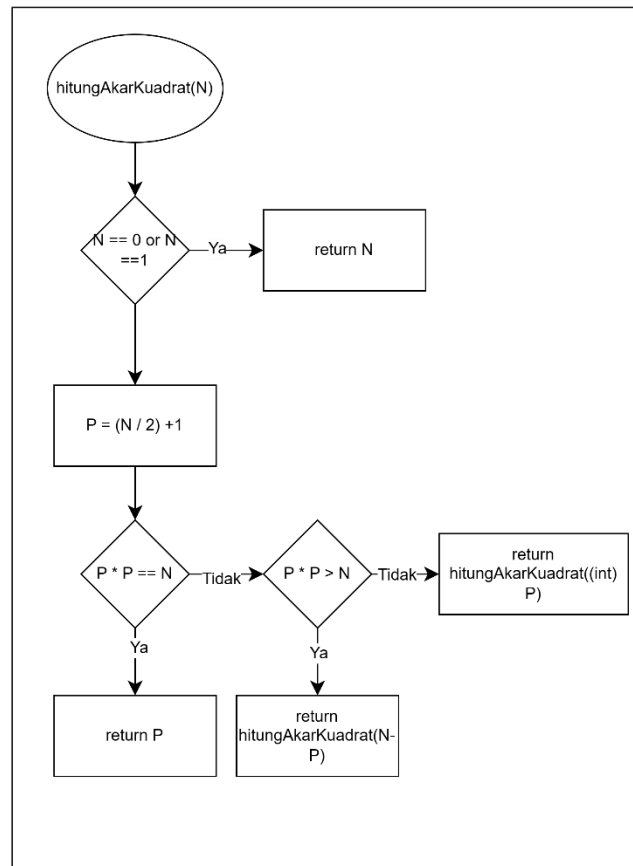 hitungAkarKuadrat(N)
N == 0 or N
==1
Ya
return N
P = (N / 2) +1
P * P == N
Tidak
P * P > N
Tidak
return
hitungAkarKuadrat((int)
P)
Ya
Ya
return P
return
hitungAkarKuadrat(N-
P)